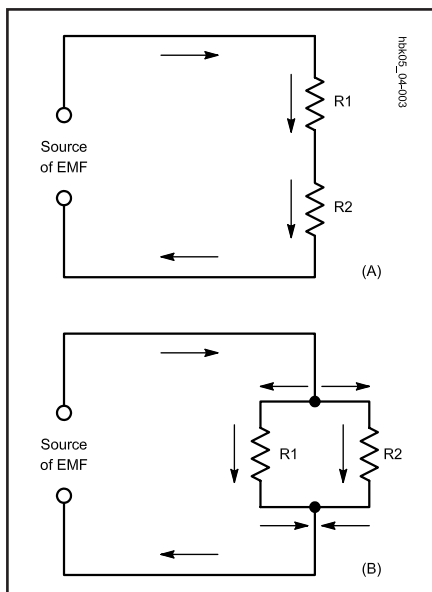 hbk05_04-003
R1
Source
of EMF
R2
(A)
Source
of EMF
R1
R2
(B)